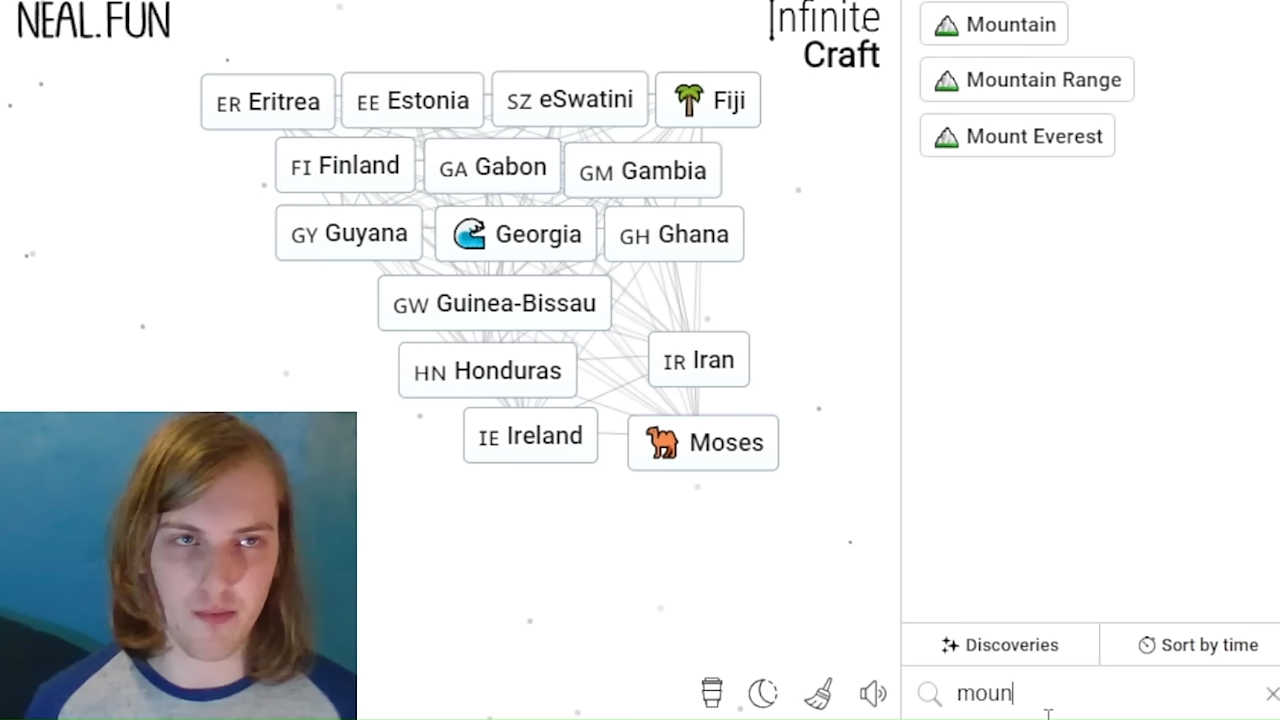 NEAL.FUN
Infinite
Craft
ER Eritrea
EE Estonia
SZ eSwatini
Fiji
FI Finland
GA Gabon
GM Gambia
GY Guyana
Georgia
GH Ghana
GW Guinea-Bissau
HN Honduras
IR Iran
IE Ireland
Moses
Mountain
Mountain Range
Mount Everest
Discoveries
Sort by time
moun